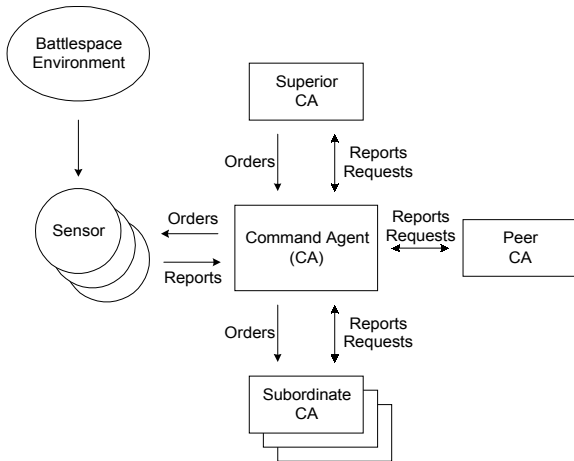 Battlespace
Environment
Superior
CA
Orders
Reports
Requests
Sensor
Orders
Reports
Command Agent
(CA)
Reports
Requests
Peer
CA
Orders
Reports
Requests
Subordinate
CA